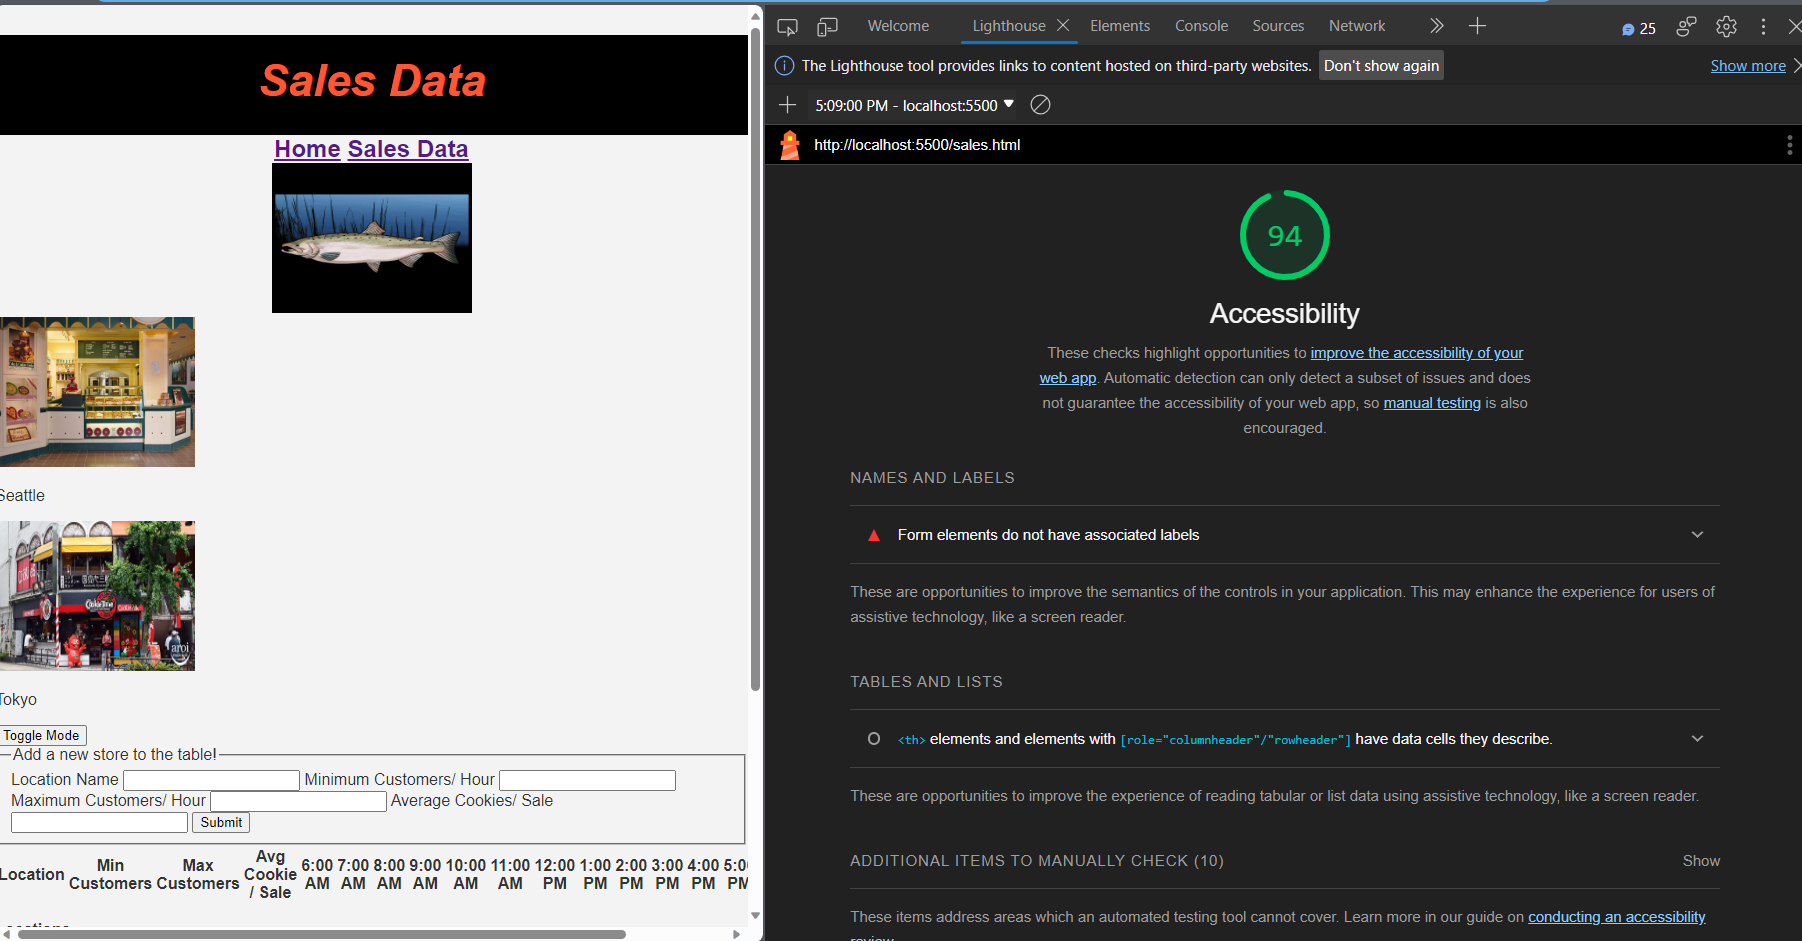 Sales Data
Home Sales Data
Seattle
aroi
Tokyo
Toggle Mode
Add a new store to the table!
Location Name Minimum Customers/ Hour
Maximum Customers/ Hour Average Cookies/ Sale
Submit
Location Min Customers Max Customers Avg Cookie / Sale 6:00 AM 7:00 AM 8:00 AM 9:00 AM 10:00 AM 11:00 AM 12:00 PM 1:00 PM 2:00 PM 3:00 PM 4:00 PM 5:00 PM
Welcome Lighthouse Elements Console Sources Network 25
The Lighthouse tool provides links to content hosted on third-party websites. Don't show again Show more
5:09:00 PM - localhost:5500
http://localhost:5500/sales.html
94
Accessibility
These checks highlight opportunities to improve the accessibility of your
web app. Automatic detection can only detect a subset of issues and does
not guarantee the accessibility of your web app, so manual testing is also
encouraged.
NAMES AND LABELS
Form elements do not have associated labels
These are opportunities to improve the semantics of the controls in your application. This may enhance the experience for users of
assistive technology, like a screen reader.
TABLES AND LISTS
<th> elements and elements with [role="columnheader"/"rowheader"] have data cells they describe.
These are opportunities to improve the experience of reading tabular or list data using assistive technology, like a screen reader.
ADDITIONAL ITEMS TO MANUALLY CHECK (10) Show
These items address areas which an automated testing tool cannot cover. Learn more in our guide on conducting an accessibility
review